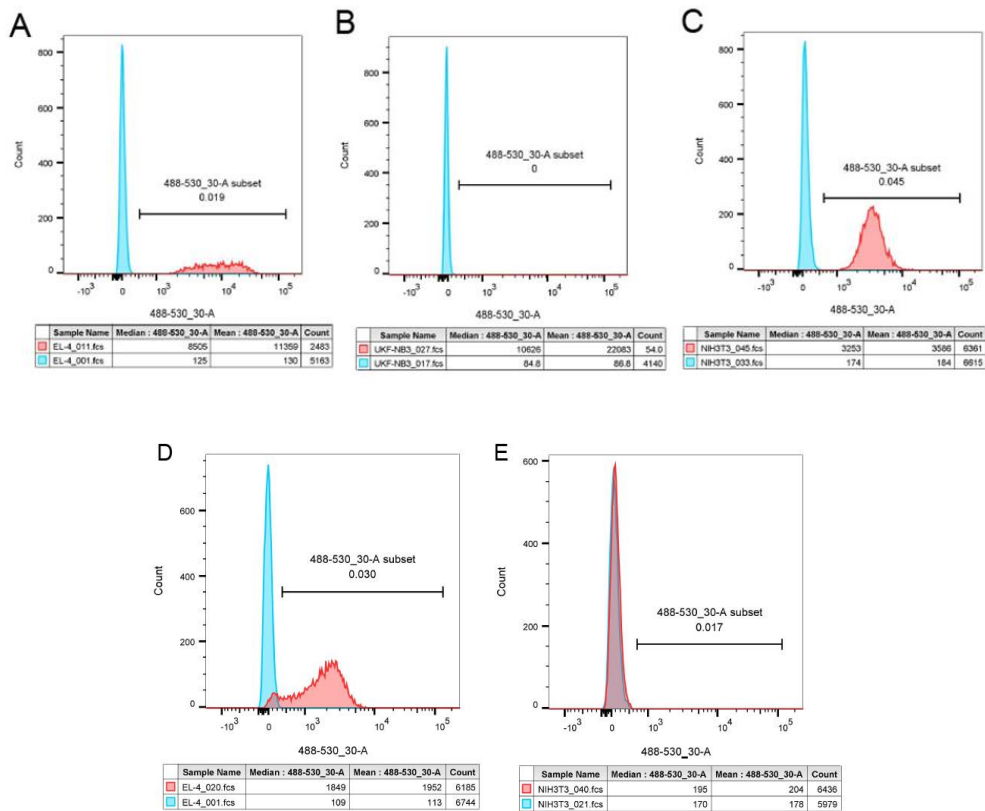 A
800
600
400
200
0
Count
488-530_30-A subset
0.019
-10³ 0 10³ 10⁴ 10⁵
488-530_30-A
Sample Name Median : 488-530_30-A Mean : 488-530_30-A Count
EL-4_011.fcs 8505 11359 2483
EL-4_001.fcs 125 130 5163
B
800
600
400
200
0
Count
488-530_30-A subset
0
-10³ 0 10³ 10⁴ 10⁵
488-530_30-A
Sample Name Median : 488-530_30-A Mean : 488-530_30-A Count
UKF-NB3_027.fcs 10626 22083 54.0
UKF-NB3_017.fcs 84.8 86.8 4140
C
800
600
400
200
0
Count
488-530_30-A subset
0.045
-10³ 0 10³ 10⁴ 10⁵
488-530_30-A
Sample Name Median : 488-530_30-A Mean : 488-530_30-A Count
NIH3T3_045.fcs 3253 3586 6361
NIH3T3_033.fcs 174 184 6615
D
800
600
400
200
0
Count
488-530_30-A subset
0.030
-10³ 0 10³ 10⁴ 10⁵
488-530_30-A
Sample Name Median : 488-530_30-A Mean : 488-530_30-A Count
EL-4_020.fcs 1849 1952 6185
EL-4_001.fcs 109 113 6744
E
600
400
200
0
Count
488-530_30-A subset
0.017
-10³ 0 10³ 10⁴ 10⁵
488-530_30-A
Sample Name Median : 488-530_30-A Mean : 488-530_30-A Count
NIH3T3_040.fcs 195 204 6436
NIH3T3_021.fcs 170 178 5979